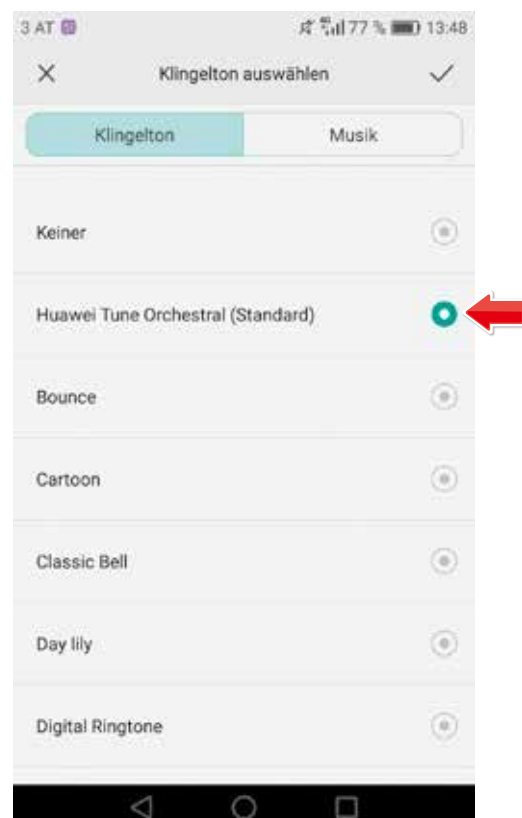 3 AT 77 % 13:48
Klingelton auswählen
Klingelton Musik
Keiner
Huawei Tune Orchestral (Standard)
Bounce
Cartoon
Classic Bell
Day lily
Digital Ringtone